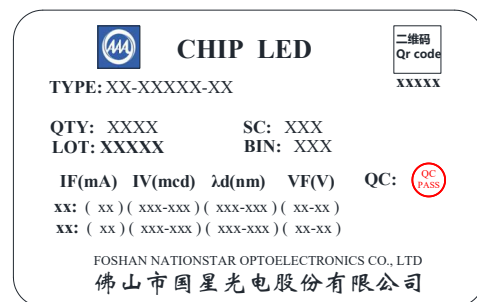 CHIP LED
二维码
Qr code
XXXXX
TYPE: XX-XXXXX-XX
QTY: XXXX SC: XXX
LOT: XXXXX BIN: XXX
IF(mA) IV(mcd) λd(nm) VF(V) QC: QC PASS
xx: ( xx ) ( xxx-xxx ) ( xxx-xxx ) ( xx-xx )
xx: ( xx ) ( xxx-xxx ) ( xxx-xxx ) ( xx-xx )
FOSHAN NATIONSTAR OPTOELECTRONICS CO., LTD
佛山市国星光电股份有限公司